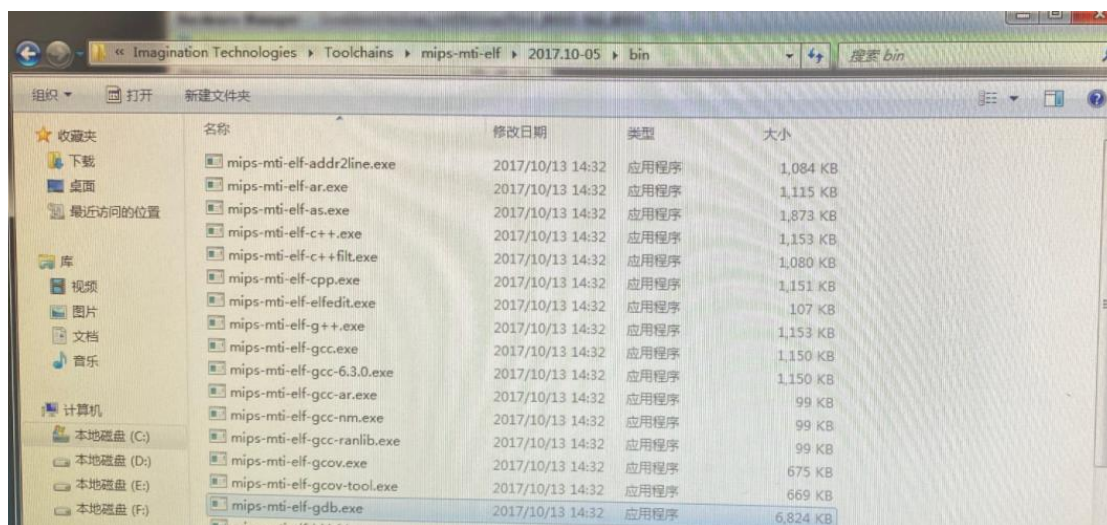 « Imagination Technologies ▸ Toolchains ▸ mips-mti-elf ▸ 2017.10-05 ▸ bin 搜索 bin
组织 打开 新建文件夹
名称 修改日期 类型 大小
收藏夹
下载
桌面
最近访问的位置
库
视频
图片
文档
音乐
计算机
本地磁盘 (C:)
本地磁盘 (D:)
本地磁盘 (E:)
本地磁盘 (F:)
mips-mti-elf-addr2line.exe 2017/10/13 14:32 应用程序 1,084 KB
mips-mti-elf-ar.exe 2017/10/13 14:32 应用程序 1,115 KB
mips-mti-elf-as.exe 2017/10/13 14:32 应用程序 1,873 KB
mips-mti-elf-c++.exe 2017/10/13 14:32 应用程序 1,153 KB
mips-mti-elf-c++filt.exe 2017/10/13 14:32 应用程序 1,080 KB
mips-mti-elf-cpp.exe 2017/10/13 14:32 应用程序 1,151 KB
mips-mti-elf-elfedit.exe 2017/10/13 14:32 应用程序 107 KB
mips-mti-elf-g++.exe 2017/10/13 14:32 应用程序 1,153 KB
mips-mti-elf-gcc.exe 2017/10/13 14:32 应用程序 1,150 KB
mips-mti-elf-gcc-6.3.0.exe 2017/10/13 14:32 应用程序 1,150 KB
mips-mti-elf-gcc-ar.exe 2017/10/13 14:32 应用程序 99 KB
mips-mti-elf-gcc-nm.exe 2017/10/13 14:32 应用程序 99 KB
mips-mti-elf-gcc-ranlib.exe 2017/10/13 14:32 应用程序 99 KB
mips-mti-elf-gcov.exe 2017/10/13 14:32 应用程序 675 KB
mips-mti-elf-gcov-tool.exe 2017/10/13 14:32 应用程序 669 KB
mips-mti-elf-gdb.exe 2017/10/13 14:32 应用程序 6,824 KB